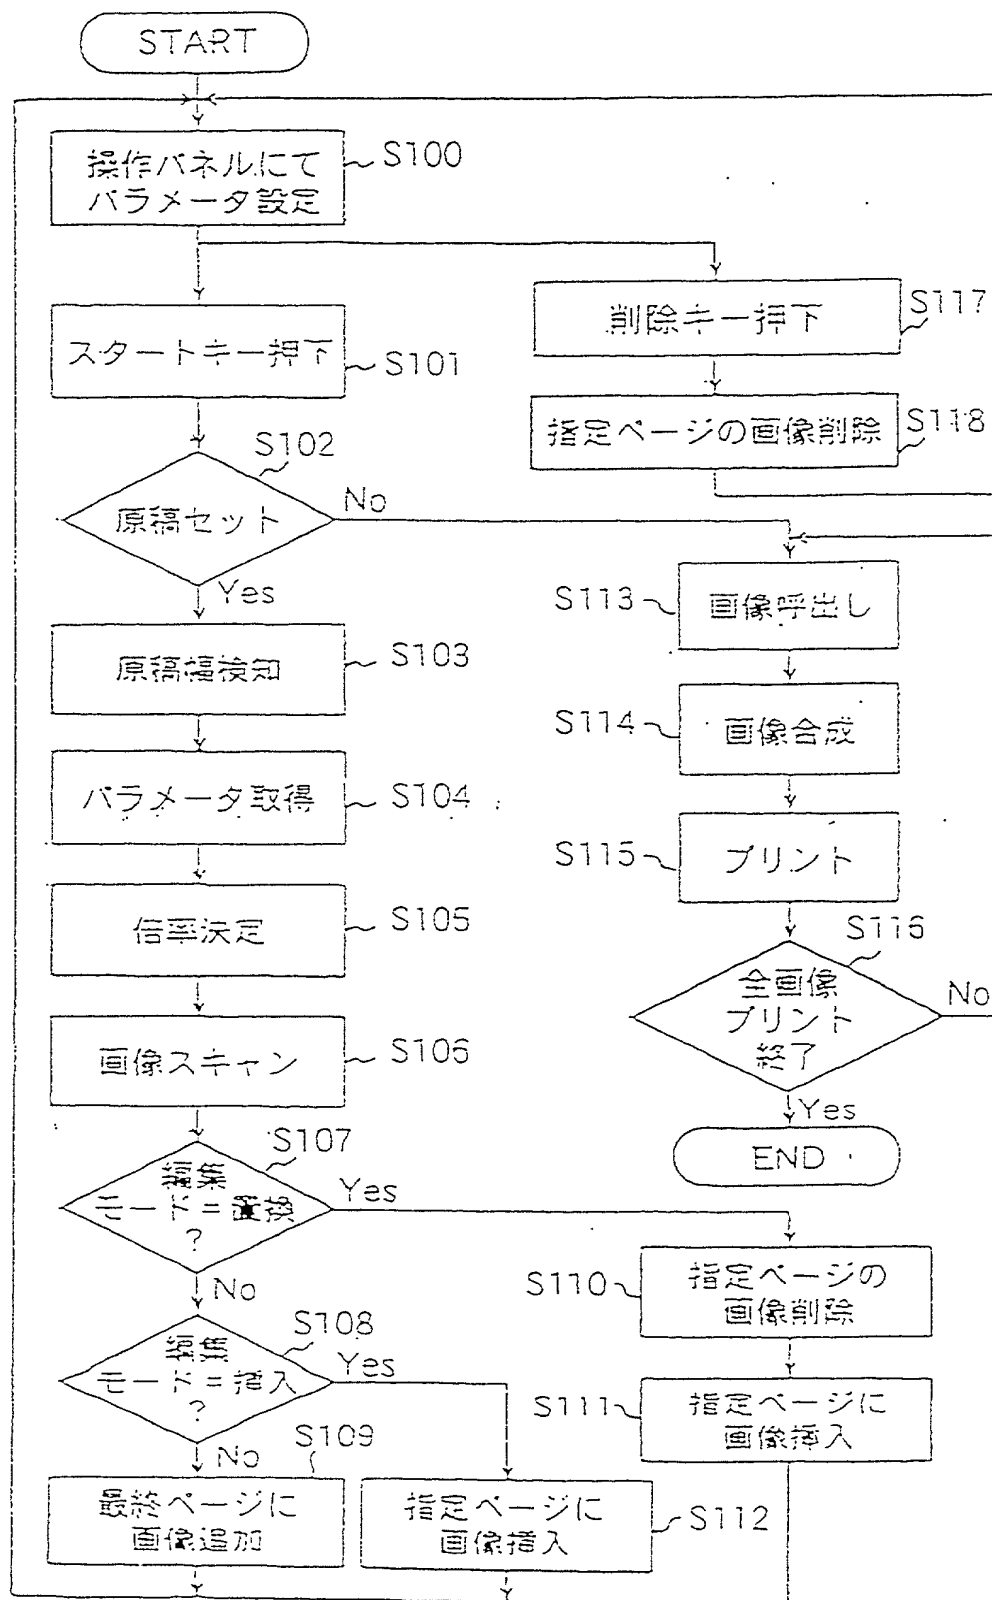 START
操作パネルにて
パラメータ設定
S100
スタートキー押下
S101
削除キー押下
S117
指定ページの画像削除
S118
S102
原稿セット
No
Yes
原稿幅検知
S103
パラメータ取得
S104
倍率決定
S105
画像スキャン
S106
S107
編集
モード=置換
?
Yes
No
S108
編集
モード=挿入
?
Yes
No
S109
最終ページに
画像追加
指定ページに
画像挿入
S112
S113
画像呼出し
S114
画像合成
S115
プリント
S116
全画像
プリント
終了
No
Yes
END
S110
指定ページの
画像削除
S111
指定ページに
画像挿入